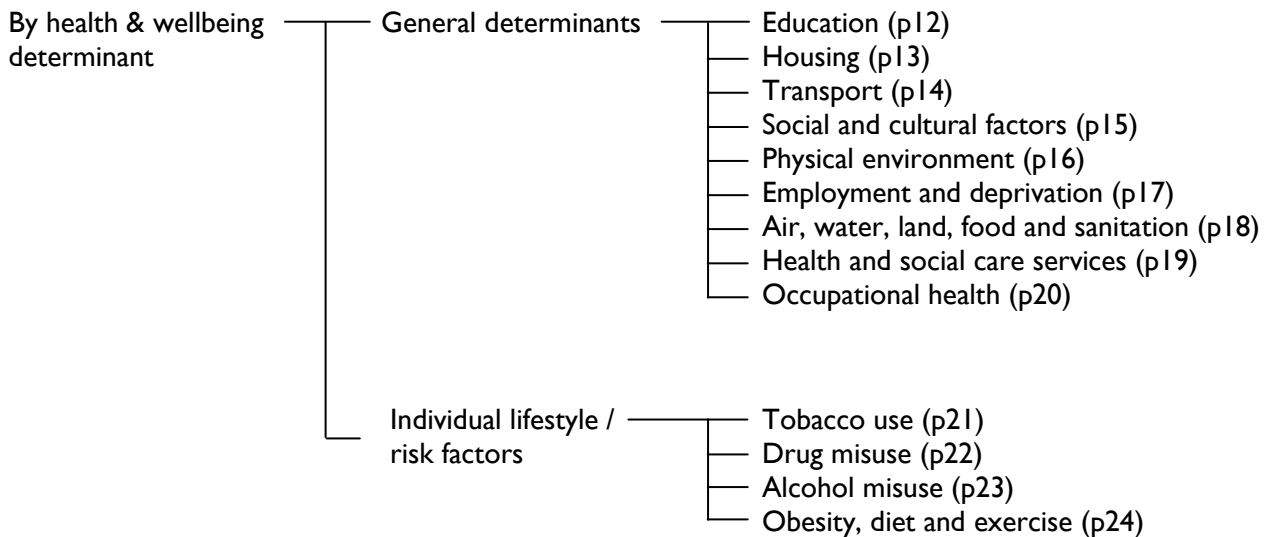 By health & wellbeing
determinant
General determinants
Education (p12)
Housing (p13)
Transport (p14)
Social and cultural factors (p15)
Physical environment (p16)
Employment and deprivation (p17)
Air, water, land, food and sanitation (p18)
Health and social care services (p19)
Occupational health (p20)
Individual lifestyle /
risk factors
Tobacco use (p21)
Drug misuse (p22)
Alcohol misuse (p23)
Obesity, diet and exercise (p24)